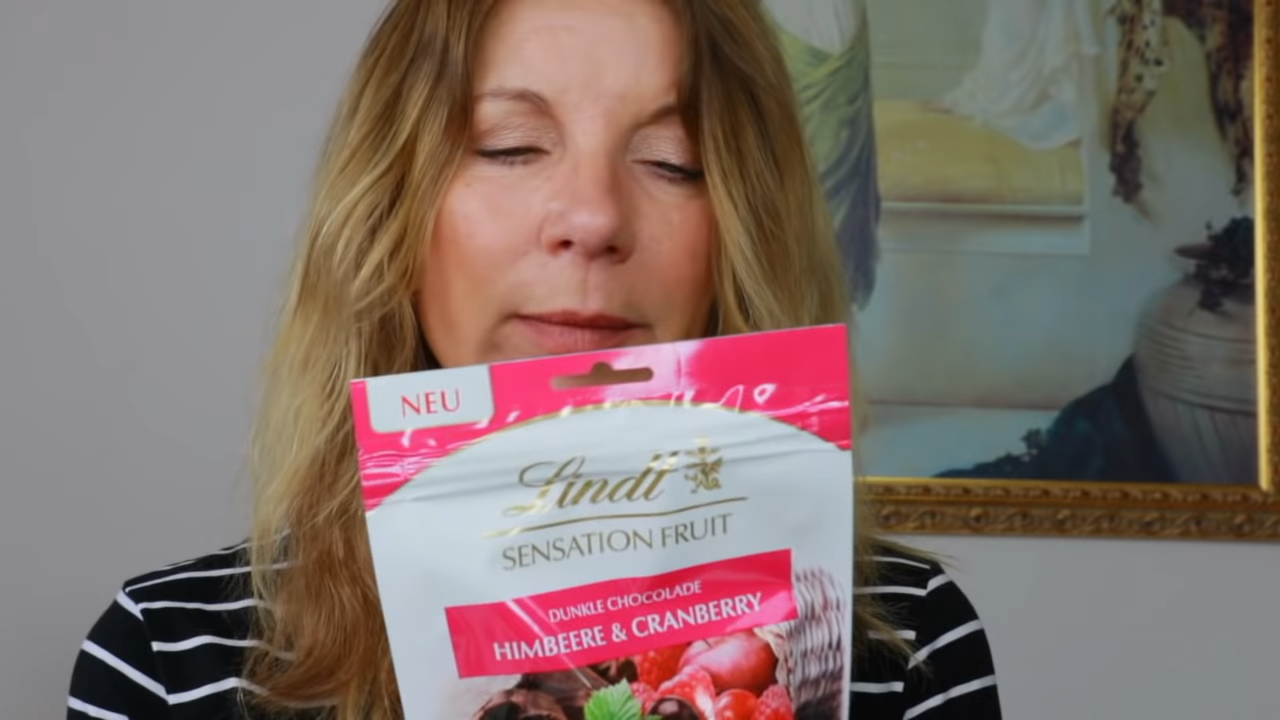 NEU
Lindt
SENSATION FRUIT
DUNKLE CHOCOLADE
HIMBEERE & CRANBERRY